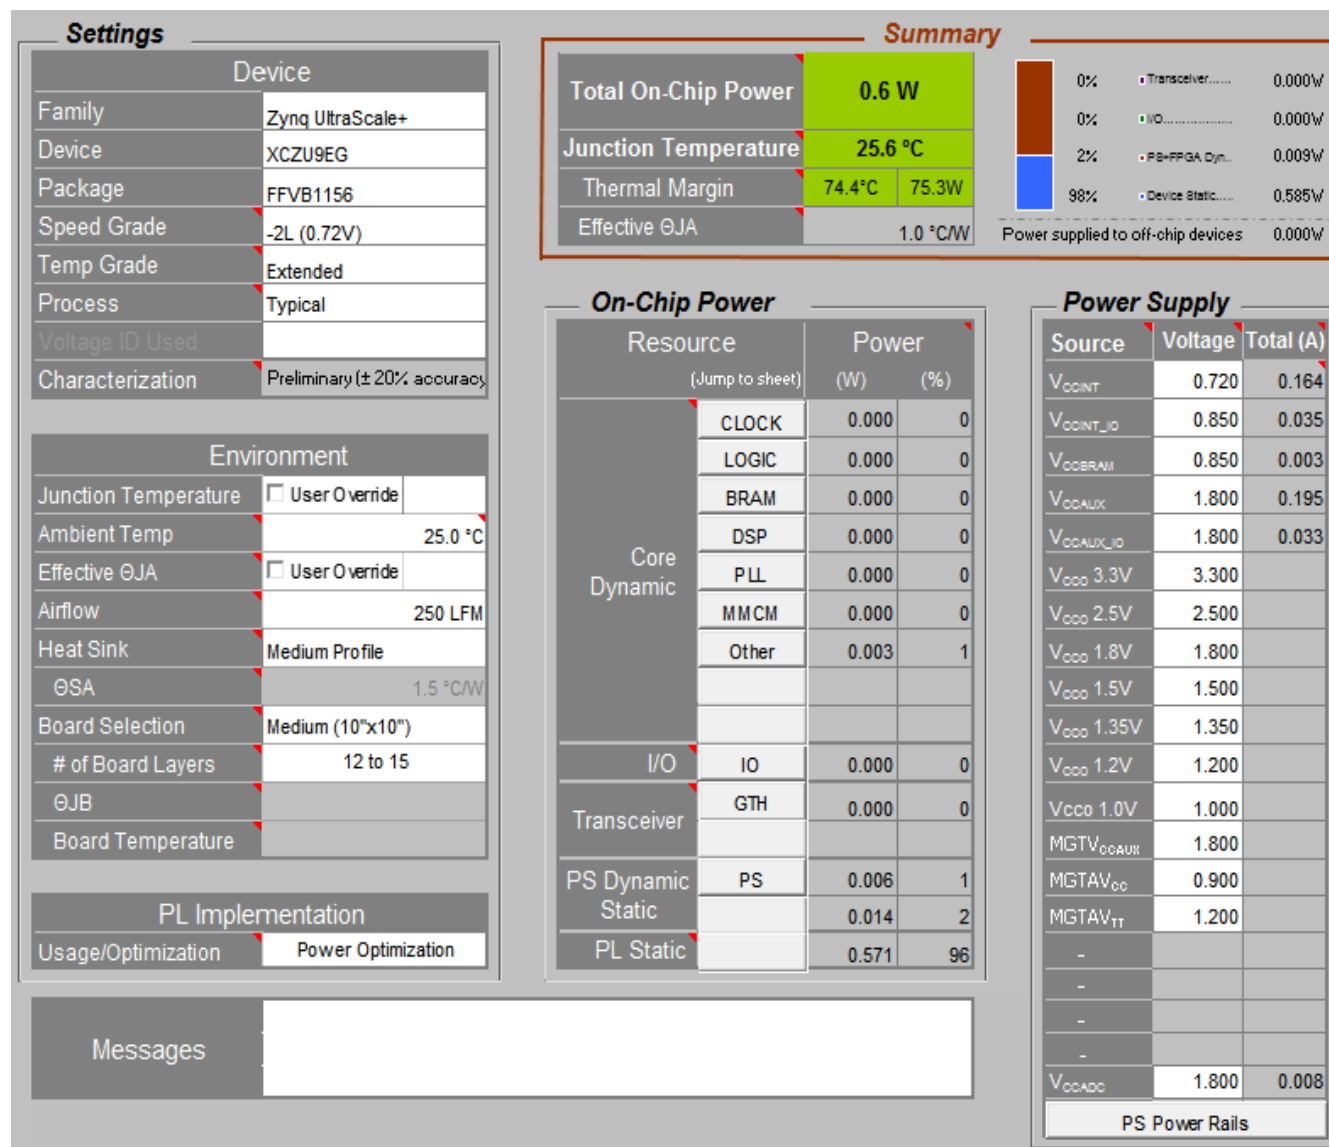 Settings
Device
Family Zynq UltraScale+
Device XCZU9EG
Package FFVB1156
Speed Grade -2L (0.72V)
Temp Grade Extended
Process Typical
Voltage ID Used
Characterization Preliminary (± 20% accuracy
Environment
Junction Temperature User Override
Ambient Temp 25.0 °C
Effective ΘJA User Override
Airflow 250 LFM
Heat Sink Medium Profile
ΘSA 1.5 °C/W
Board Selection Medium (10"x10")
# of Board Layers 12 to 15
ΘJB
Board Temperature
PL Implementation
Usage/Optimization Power Optimization
Messages
Summary
Total On-Chip Power 0.6 W
Junction Temperature 25.6 °C
Thermal Margin 74.4°C 75.3W
Effective ΘJA 1.0 °C/W
0% Transceiver...... 0.000W
0% I/O.................. 0.000W
2% PS+FPGA Dyn.. 0.009W
98% Device Static..... 0.585W
Power supplied to off-chip devices 0.000W
On-Chip Power
Resource Power
(Jump to sheet) (W) (%)
Core Dynamic
CLOCK 0.000 0
LOGIC 0.000 0
BRAM 0.000 0
DSP 0.000 0
PLL 0.000 0
MMCM 0.000 0
Other 0.003 1
I/O IO 0.000 0
Transceiver GTH 0.000 0
PS Dynamic PS 0.006 1
Static 0.014 2
PL Static 0.571 96
Power Supply
Source Voltage Total (A)
VCCINT 0.720 0.164
VCCINT_IO 0.850 0.035
VCCBRAM 0.850 0.003
VCCAUX 1.800 0.195
VCCAUX_IO 1.800 0.033
VCCO 3.3V 3.300
VCCO 2.5V 2.500
VCCO 1.8V 1.800
VCCO 1.5V 1.500
VCCO 1.35V 1.350
VCCO 1.2V 1.200
Vcco 1.0V 1.000
MGTVCCAUX 1.800
MGTAVCC 0.900
MGTAVTT 1.200
-
-
-
-
VCCADC 1.800 0.008
PS Power Rails